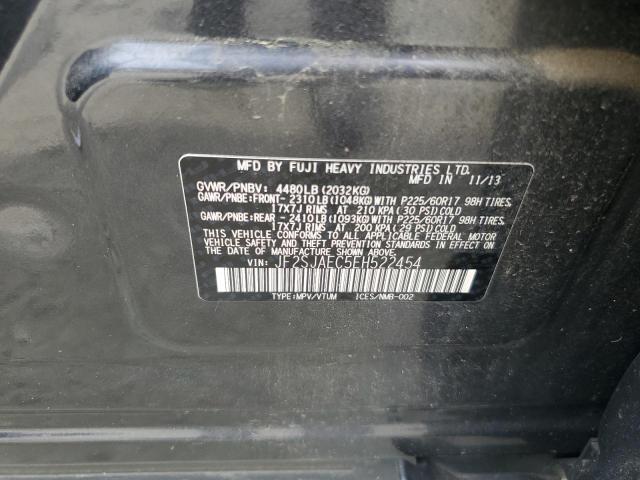 MFD BY FUJI HEAVY INDUSTRIES LTD.
MFD IN 11/13
GVWR/PNBV: 4480LB(2032KG)
GAWR/PNBE:FRONT- 2310LB(1048KG)WITH P225/60R17 98H TIRES,
17X7J RIMS AT 210 KPA(30 PSI)COLD
GAWR/PNBE:REAR -2410LB(1093KG)WITH P225/60R17 98H TIRES,
17X7J RIMS AT 200 KPA(29 PSI)COLD
THIS VEHICLE CONFORMS TO ALL APPLICABLE FEDERAL MOTOR
VEHICLE SAFETY STANDARDS IN EFFECT ON THE DATE OF
MANUFACTURE SHOWN ABOVE.
VIN: JF2SJAEC5EH522454
TYPE:MPV/VTUM ICES/NMB-002